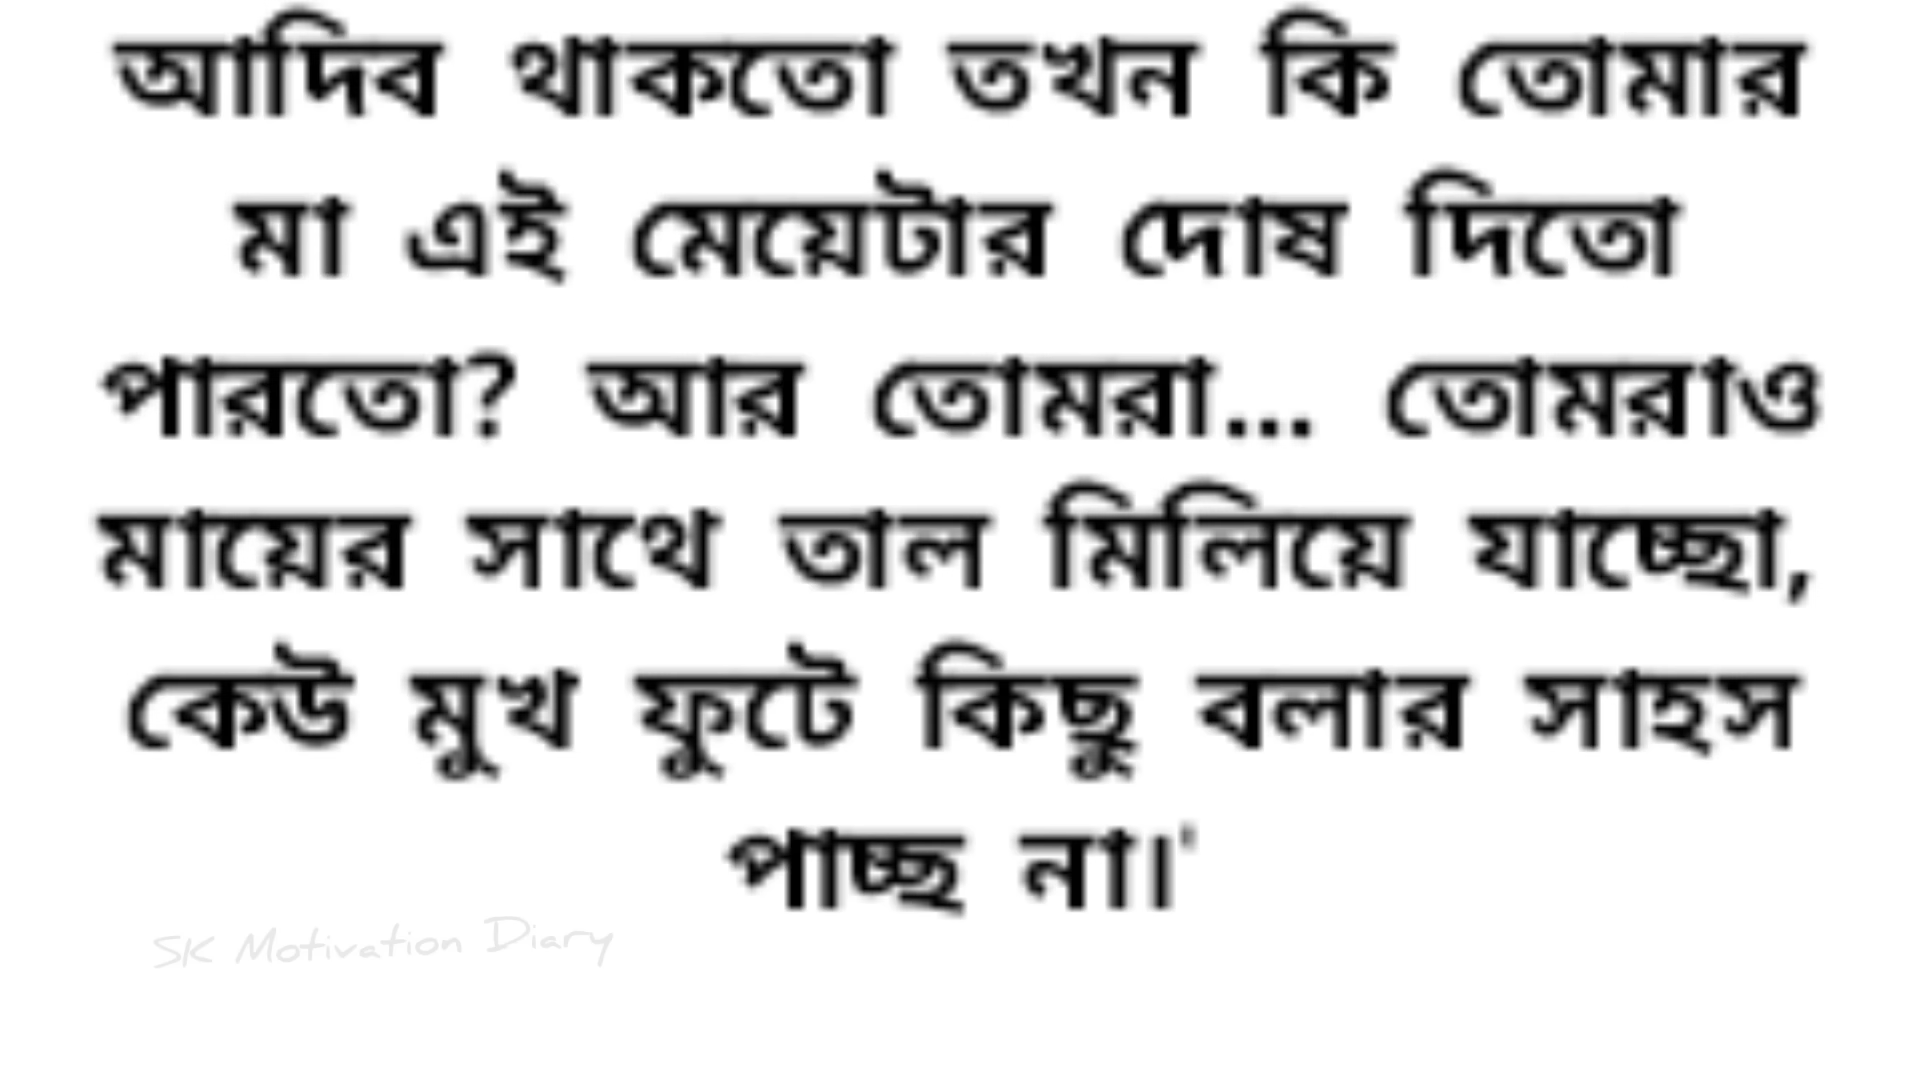 আদিব থাকতো তখন কি তোমার
মা এই মেয়েটার দোষ দিতো
পারতো? আর তোমরা... তোমরাও
মায়ের সাথে তাল মিলিয়ে যাচ্ছো,
কেউ মুখ ফুটে কিছু বলার সাহস
পাচ্ছ না।'
SK Motivation Diary